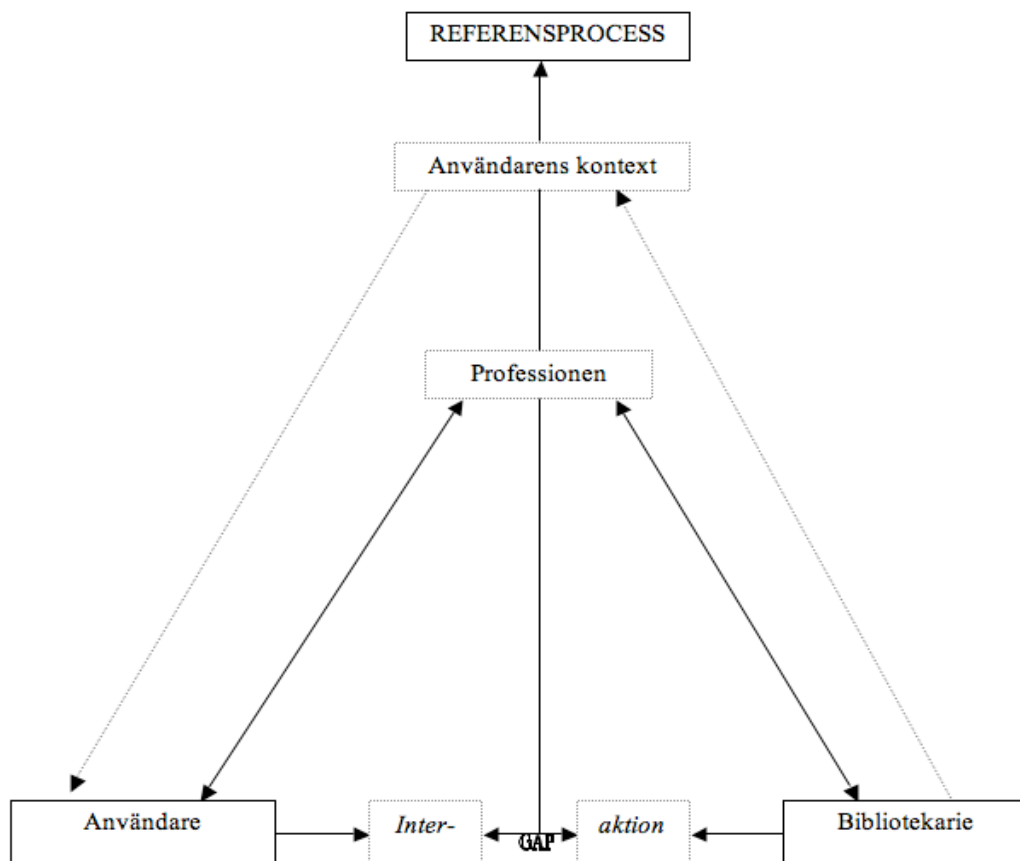 REFERENSPROCESS
Användarens kontext
Professionen
Användare
Inter-
GAP
aktion
Bibliotekarie